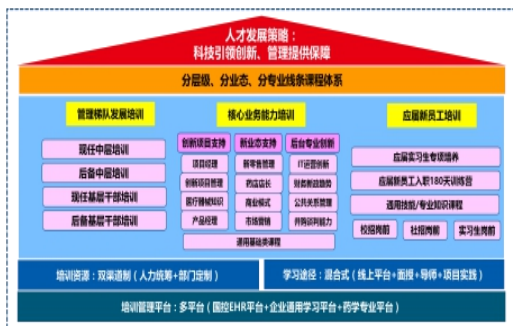 人才发展策略：
科技引领创新、管理提供保障
分层级、分业态、分专业线条课程体系
管理梯队发展培训
现任中层培训
后备中层培训
现任基层干部培训
后备基层干部培训
核心业务能力培训
创新项目支持
项目经理
创新项目管理
医疗器械知识
产品经理
新业态支持
新零售管理
药店店长
商业模式
市场营销
后台专业创新
IT运营创新
财务新政趋势
公共关系管理
并购谈判能力
通用基础类课程
应届新员工培训
应届实习生专项培养
应届新员工入职180天训练营
通用技能/专业知识课程
校招岗前
社招岗前
实习生岗前
培训资源：双渠道制（人力统筹+部门定制）
学习途径：混合式（线上平台+面授+导师+项目实践）
培训管理平台：多平台（国控EHR平台+企业通用学习平台+药学专业平台）